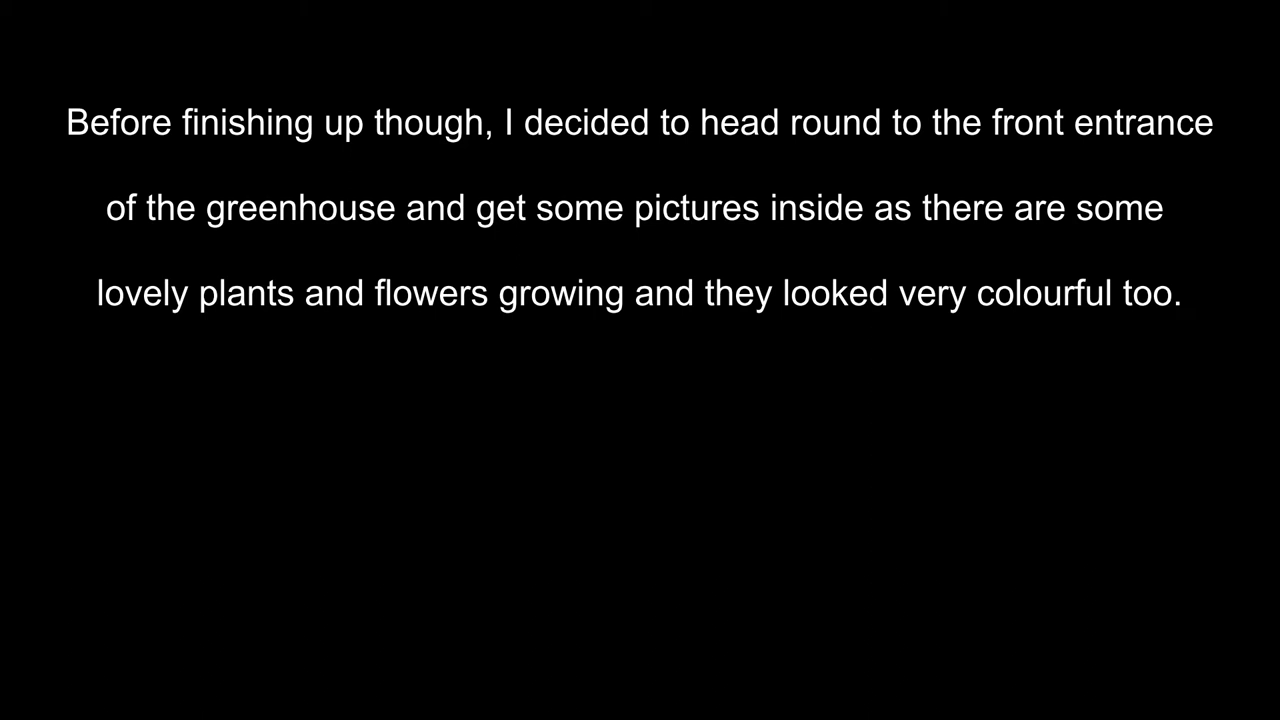 Before finishing up though, I decided to head round to the front entrance
of the greenhouse and get some pictures inside as there are some
lovely plants and flowers growing and they looked very colourful too.